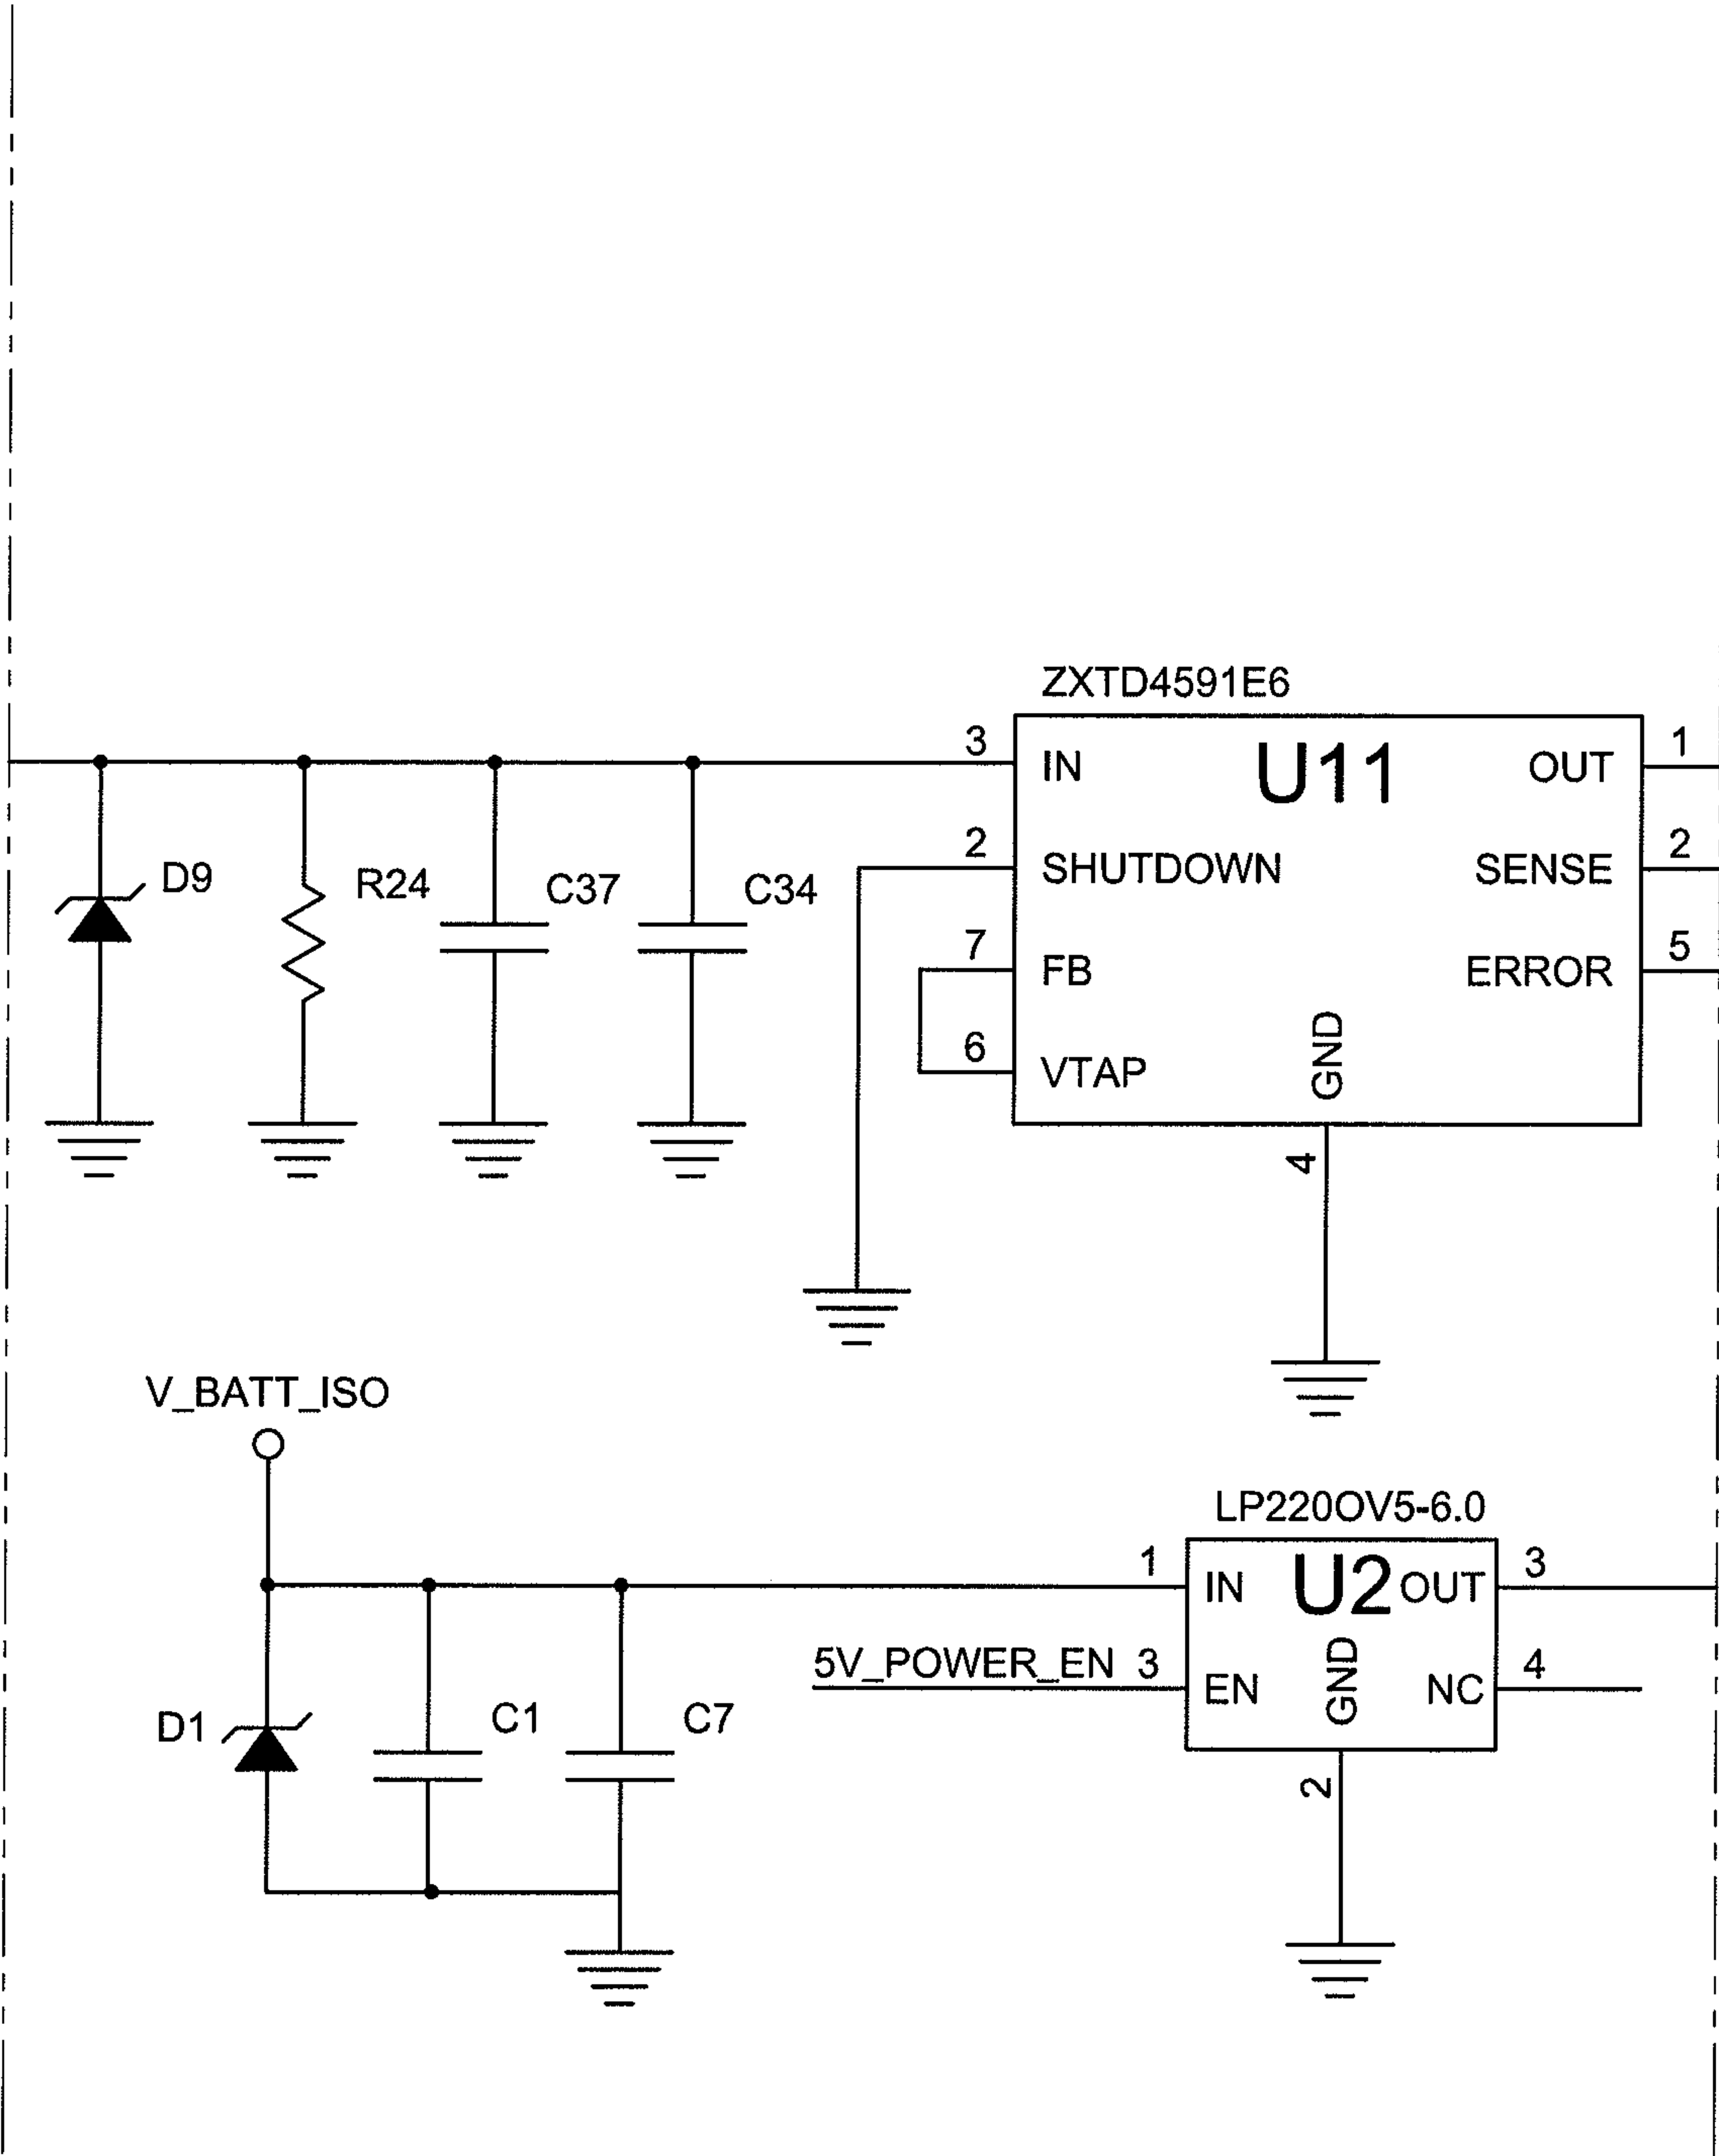 ZXTD4591E6
3 IN U11 OUT 1
2 SHUTDOWN SENSE 2
D9 R24 C37 C34
7 FB ERROR 5
6 VTAP GND
4
V_BATT_ISO
LP220OV5-6.0
1 IN U2 OUT 3
5V_POWER_EN 3 EN GND NC 4
D1 C1 C7
2